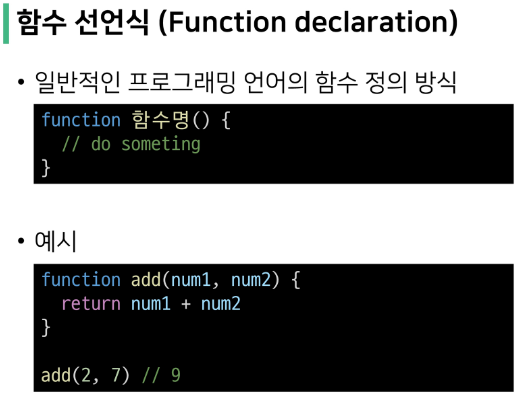 함수 선언식 (Function declaration)
• 일반적인 프로그래밍 언어의 함수 정의 방식
function 함수명() {
  // do someting
}
• 예시
function add(num1, num2) {
  return num1 + num2
}
add(2, 7) // 9